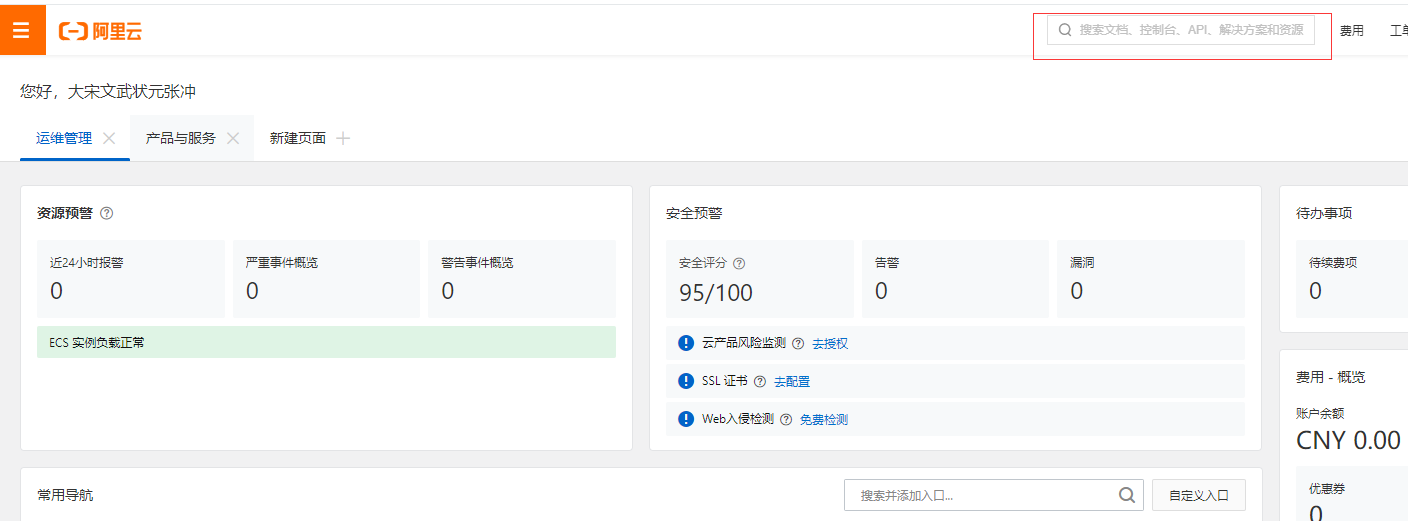 阿里云
搜索文档、控制台、API、解决方案和资源
费用
工单
您好，大宋文武状元张冲
运维管理
产品与服务
新建页面
资源预警
近24小时报警
0
严重事件概览
0
警告事件概览
0
ECS 实例负载正常
安全预警
安全评分
95/100
告警
0
漏洞
0
云产品风险监测 去授权
SSL 证书 去配置
Web入侵检测 免费检测
待办事项
待续费项
0
费用 - 概览
账户余额
CNY 0.00
优惠券
0
常用导航
搜索并添加入口...
自定义入口